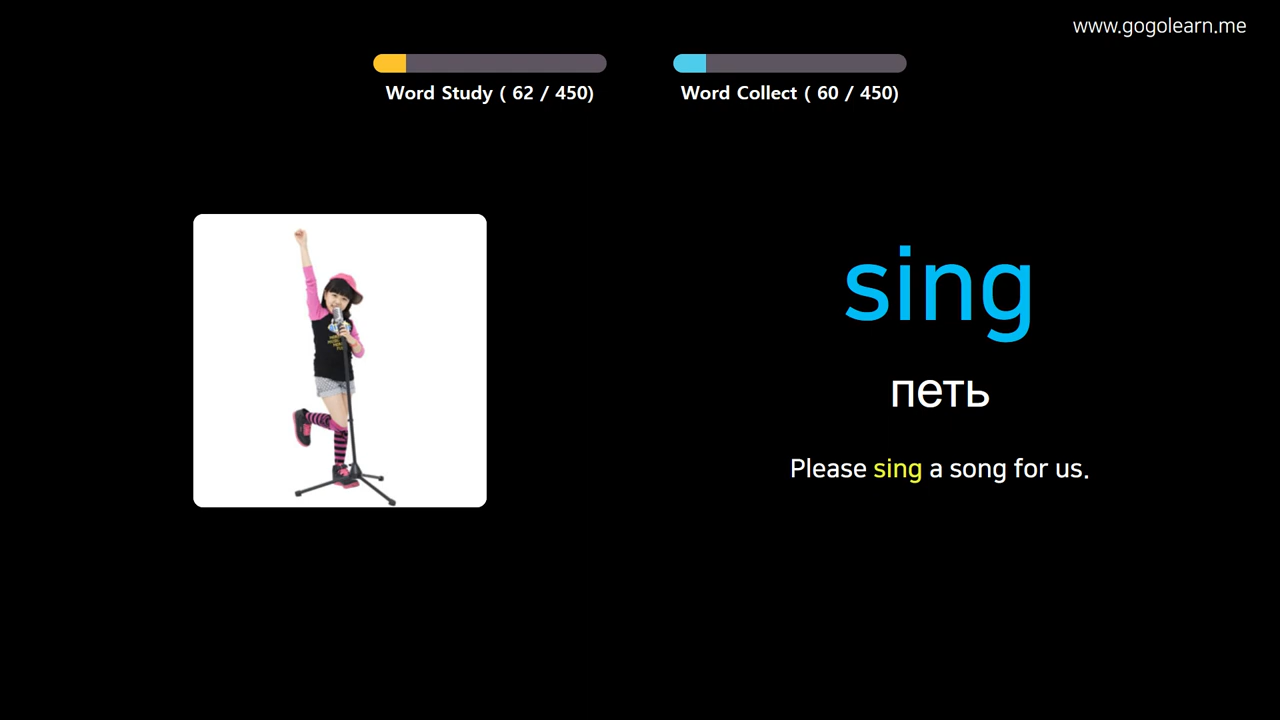 www.gogolearn.me
Word Study ( 62 / 450)
Word Collect ( 60 / 450)
sing
петь
Please sing a song for us.